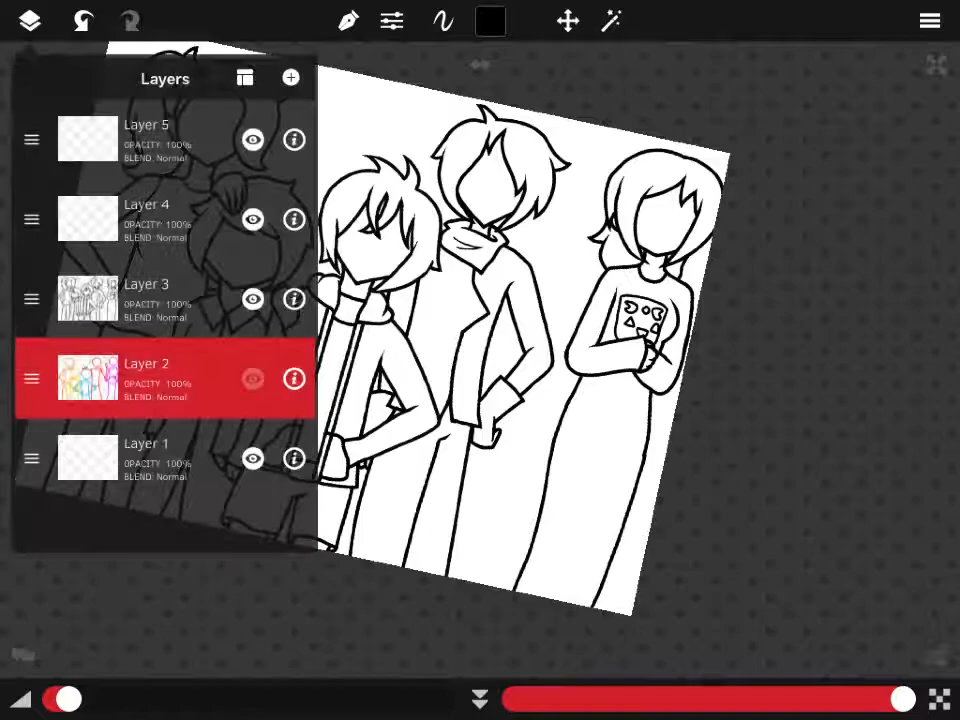 Layers
Layer 5
OPACITY: 100%
BLEND: Normal
Layer 4
OPACITY: 100%
BLEND: Normal
Layer 3
OPACITY: 100%
BLEND: Normal
Layer 2
OPACITY: 100%
BLEND: Normal
Layer 1
OPACITY: 100%
BLEND: Normal